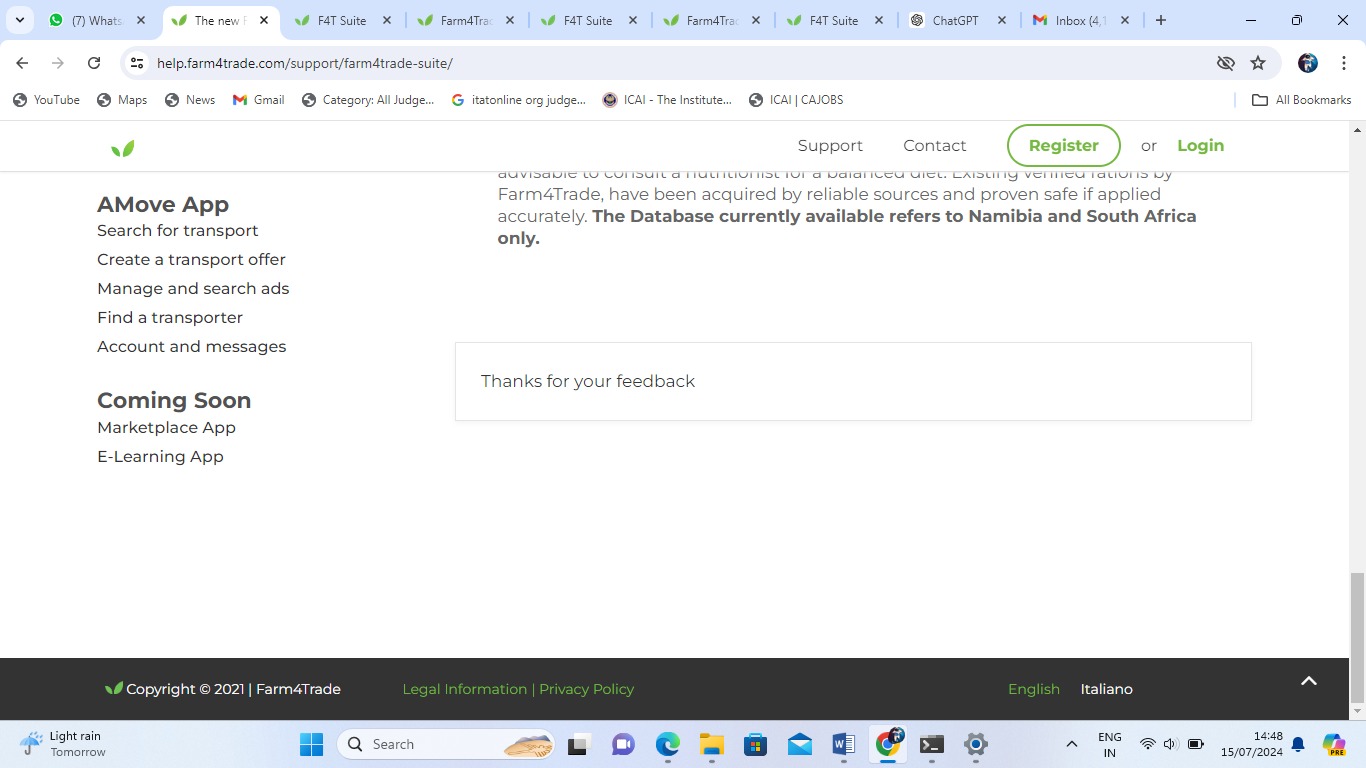 (7) Whats
The new F
F4T Suite
Farm4Tra
F4T Suite
Farm4Tra
F4T Suite
ChatGPT
Inbox (4,1
help.farm4trade.com/support/farm4trade-suite/
YouTube
Maps
News
Gmail
Category: All Judge...
itatonline org judge...
ICAI - The Institute...
ICAI | CAJOBS
All Bookmarks
Support
Contact
Register
or
Login
advisable to consult a nutritionist for a balanced diet. Existing verified rations by
Farm4Trade, have been acquired by reliable sources and proven safe if applied
accurately. The Database currently available refers to Namibia and South Africa
only.
AMove App
Search for transport
Create a transport offer
Manage and search ads
Find a transporter
Account and messages
Coming Soon
Marketplace App
E-Learning App
Thanks for your feedback
Copyright © 2021 | Farm4Trade
Legal Information | Privacy Policy
English
Italiano
Light rain
Tomorrow
Search
ENG
IN
14:48
15/07/2024
PRE